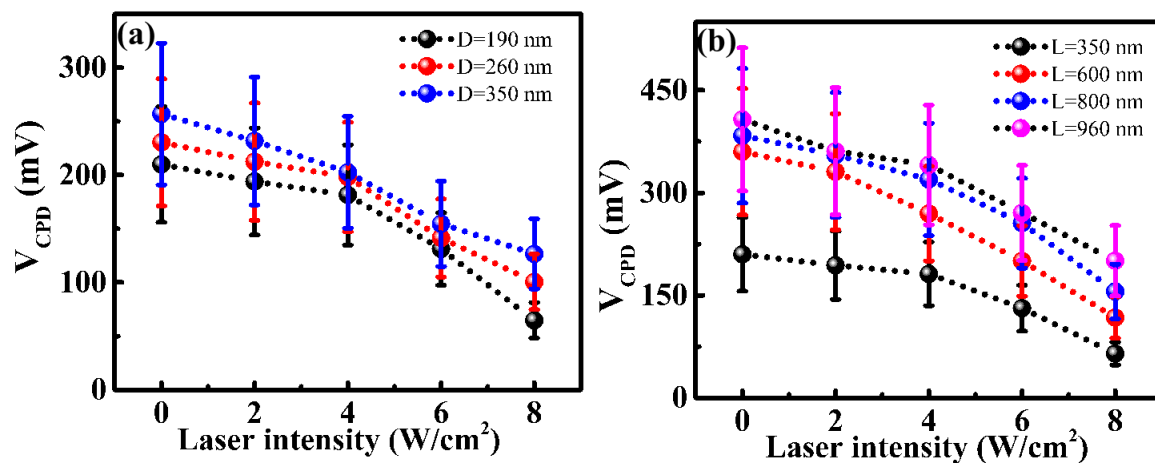 (a)
D=190 nm
D=260 nm
D=350 nm
300
200
100
0
V_CPD (mV)
0 2 4 6 8
Laser intensity (W/cm²)
(b)
L=350 nm
L=600 nm
L=800 nm
L=960 nm
450
300
150
0
V_CPD (mV)
0 2 4 6 8
Laser intensity (W/cm²)